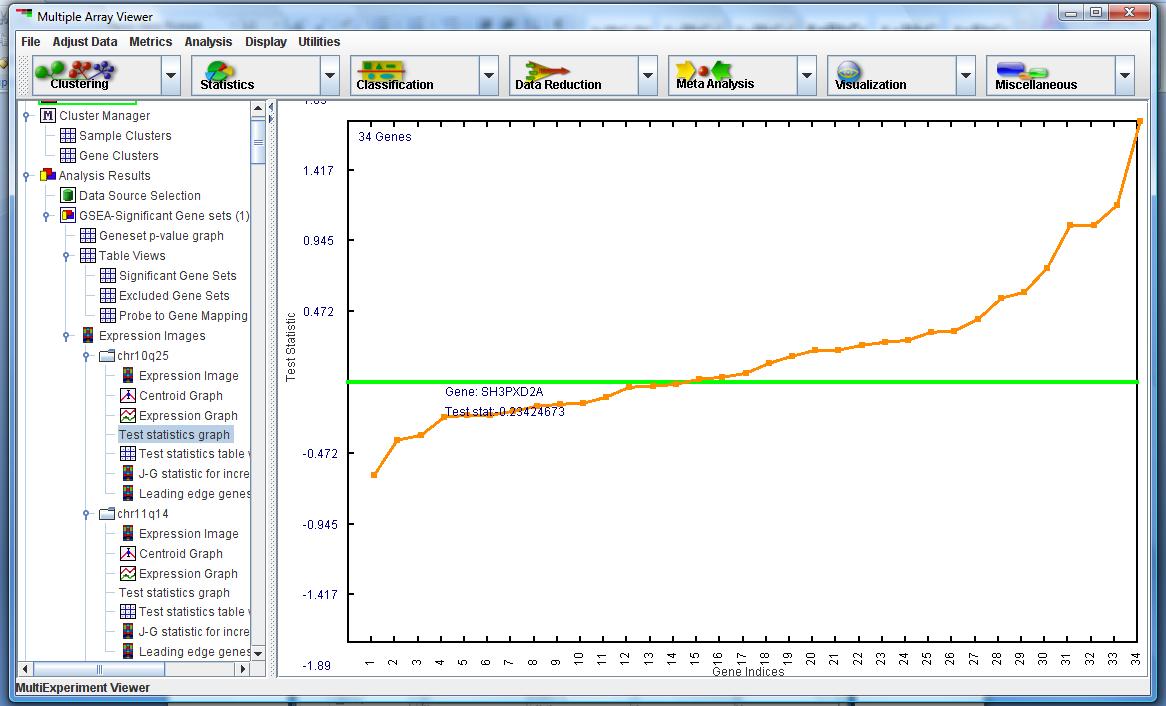 Multiple Array Viewer
File Adjust Data Metrics Analysis Display Utilities
Clustering Statistics Classification Data Reduction Meta Analysis Visualization Miscellaneous
Cluster Manager
Sample Clusters
Gene Clusters
Analysis Results
Data Source Selection
GSEA-Significant Gene sets (1)
Geneset p-value graph
Table Views
Significant Gene Sets
Excluded Gene Sets
Probe to Gene Mapping
Expression Images
chr10q25
Expression Image
Centroid Graph
Expression Graph
Test statistics graph
Test statistics table
J-G statistic for incre
Leading edge genes
chr11q14
Expression Image
Centroid Graph
Expression Graph
Test statistics graph
Test statistics table
J-G statistic for incre
Leading edge genes
34 Genes
1.417
0.945
0.472
-0.472
-0.945
-1.417
-1.89
Test Statistic
Gene: SH3PXD2A
Test stat:-0.23424673
1 2 3 4 5 6 7 8 9 10 11 12 13 14 15 16 17 18 19 20 21 22 23 24 25 26 27 28 29 30 31 32 33 34
Gene Indices
MultiExperiment Viewer